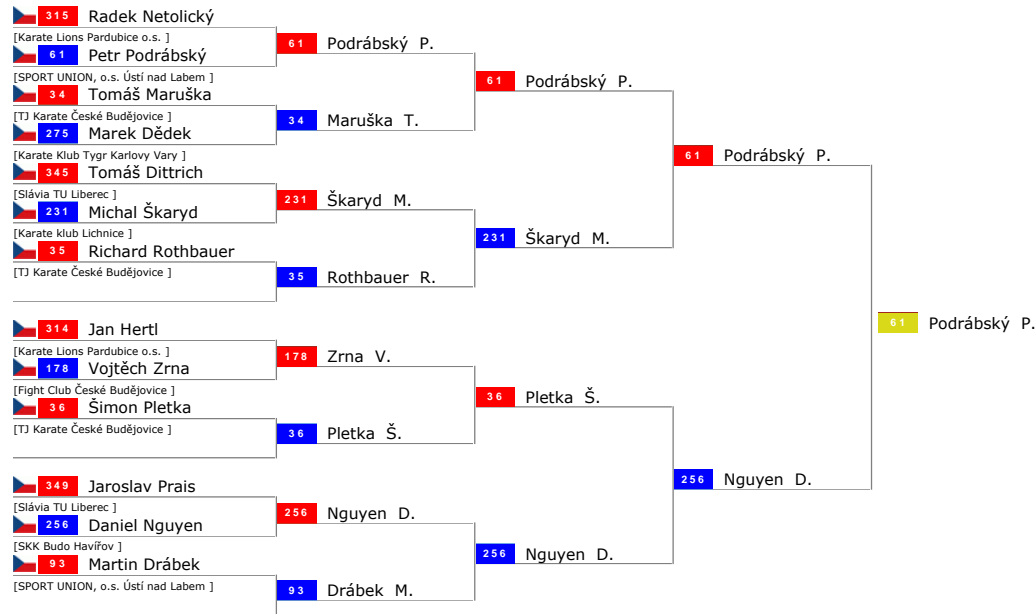 315 Radek Netolický
[Karate Lions Pardubice o.s. ]
61 Petr Podrábský
[SPORT UNION, o.s. Ústí nad Labem ]
34 Tomáš Maruška
[TJ Karate České Budějovice ]
275 Marek Dědek
[Karate Klub Tygr Karlovy Vary ]
345 Tomáš Dittrich
[Slávia TU Liberec ]
231 Michal Škaryd
[Karate klub Lichnice ]
35 Richard Rothbauer
[TJ Karate České Budějovice ]
314 Jan Hertl
[Karate Lions Pardubice o.s. ]
178 Vojtěch Zrna
[Fight Club České Budějovice ]
36 Šimon Pletka
[TJ Karate České Budějovice ]
349 Jaroslav Prais
[Slávia TU Liberec ]
256 Daniel Nguyen
[SKK Budo Havířov ]
93 Martin Drábek
[SPORT UNION, o.s. Ústí nad Labem ]
61 Podrábský P.
34 Maruška T.
231 Škaryd M.
35 Rothbauer R.
178 Zrna V.
36 Pletka Š.
256 Nguyen D.
93 Drábek M.
61 Podrábský P.
231 Škaryd M.
36 Pletka Š.
256 Nguyen D.
61 Podrábský P.
256 Nguyen D.
61 Podrábský P.